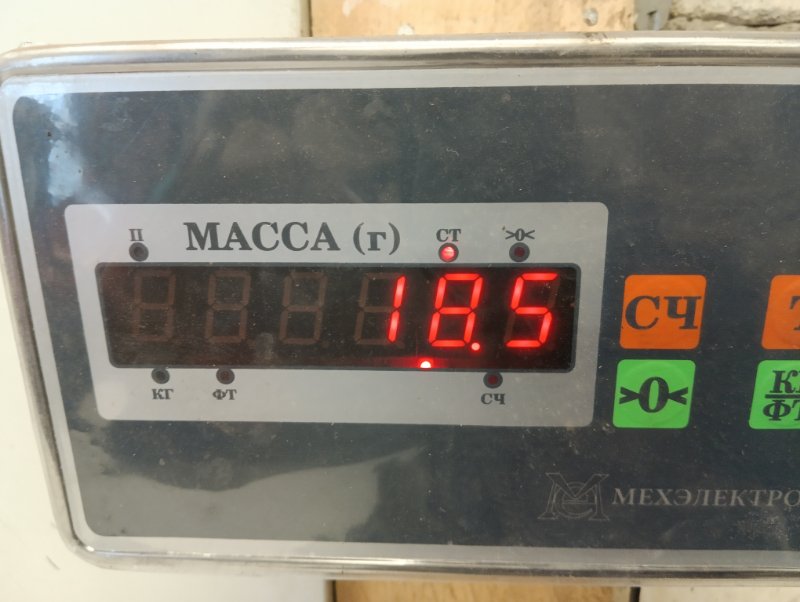 П МАССА (г) СТ >0<
18.5
КГ ФТ СЧ
СЧ
>0<
МЕХЭЛЕКТРО